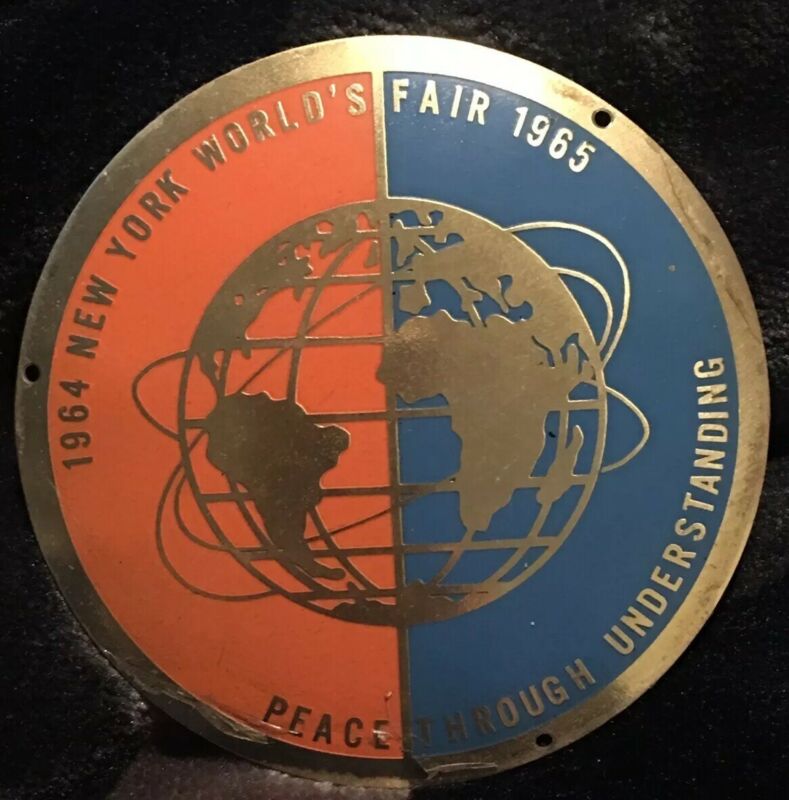 1964 NEW YORK WORLD'S FAIR 1965
PEACE THROUGH UNDERSTANDING